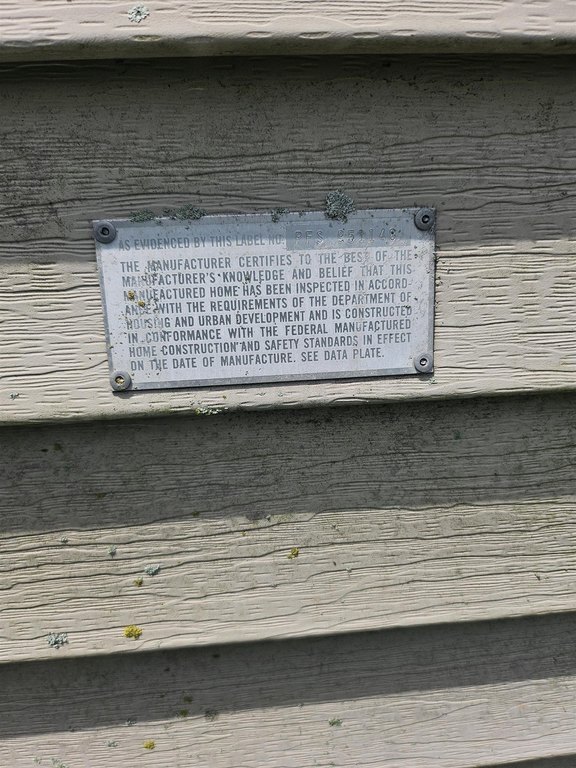 AS EVIDENCED BY THIS LABEL NO. PFS
THE MANUFACTURER CERTIFIES TO THE BEST OF THE
MANUFACTURER'S KNOWLEDGE AND BELIEF THAT THIS
MANUFACTURED HOME HAS BEEN INSPECTED IN ACCORD-
ANCE WITH THE REQUIREMENTS OF THE DEPARTMENT OF
HOUSING AND URBAN DEVELOPMENT AND IS CONSTRUCTED
IN CONFORMANCE WITH THE FEDERAL MANUFACTURED
HOME CONSTRUCTION AND SAFETY STANDARDS IN EFFECT
ON THE DATE OF MANUFACTURE. SEE DATA PLATE.